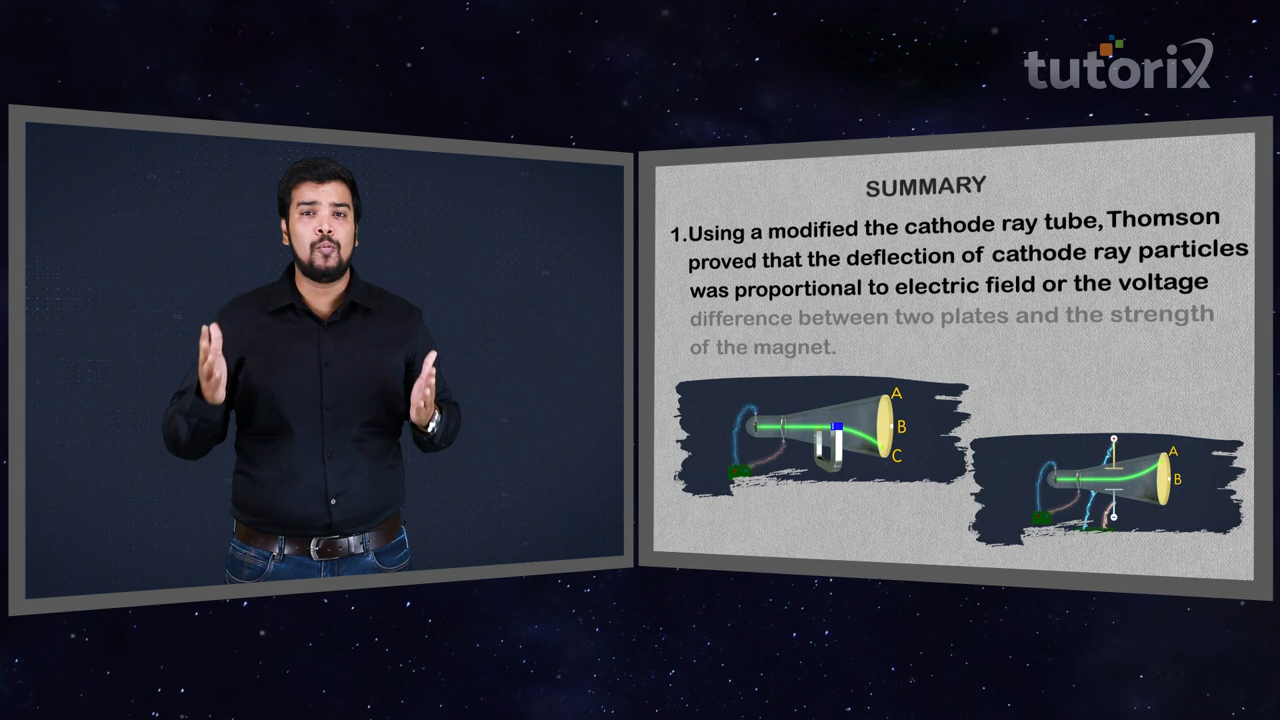 tutorix
SUMMARY
1.Using a modified the cathode ray tube, Thomson
proved that the deflection of cathode ray particles
was proportional to electric field or the voltage
difference between two plates and the strength
of the magnet.
A
B
C
A
B